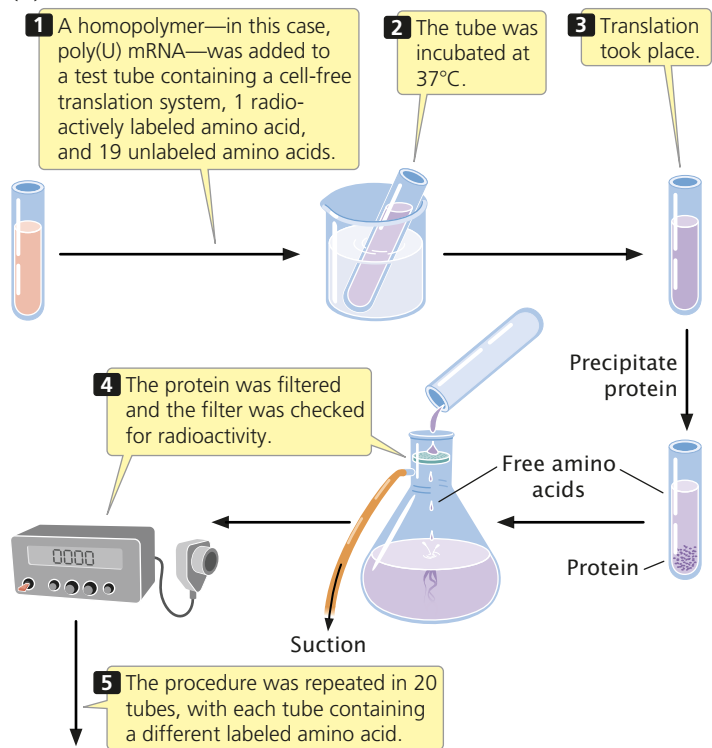 1 A homopolymer—in this case,
poly(U) mRNA—was added to
a test tube containing a cell-free
translation system, 1 radio-
actively labeled amino acid,
and 19 unlabeled amino acids.
2 The tube was
incubated at
37°C.
3 Translation
took place.
Precipitate
protein
4 The protein was filtered
and the filter was checked
for radioactivity.
Free amino
acids
Protein
0000
Suction
5 The procedure was repeated in 20
tubes, with each tube containing
a different labeled amino acid.